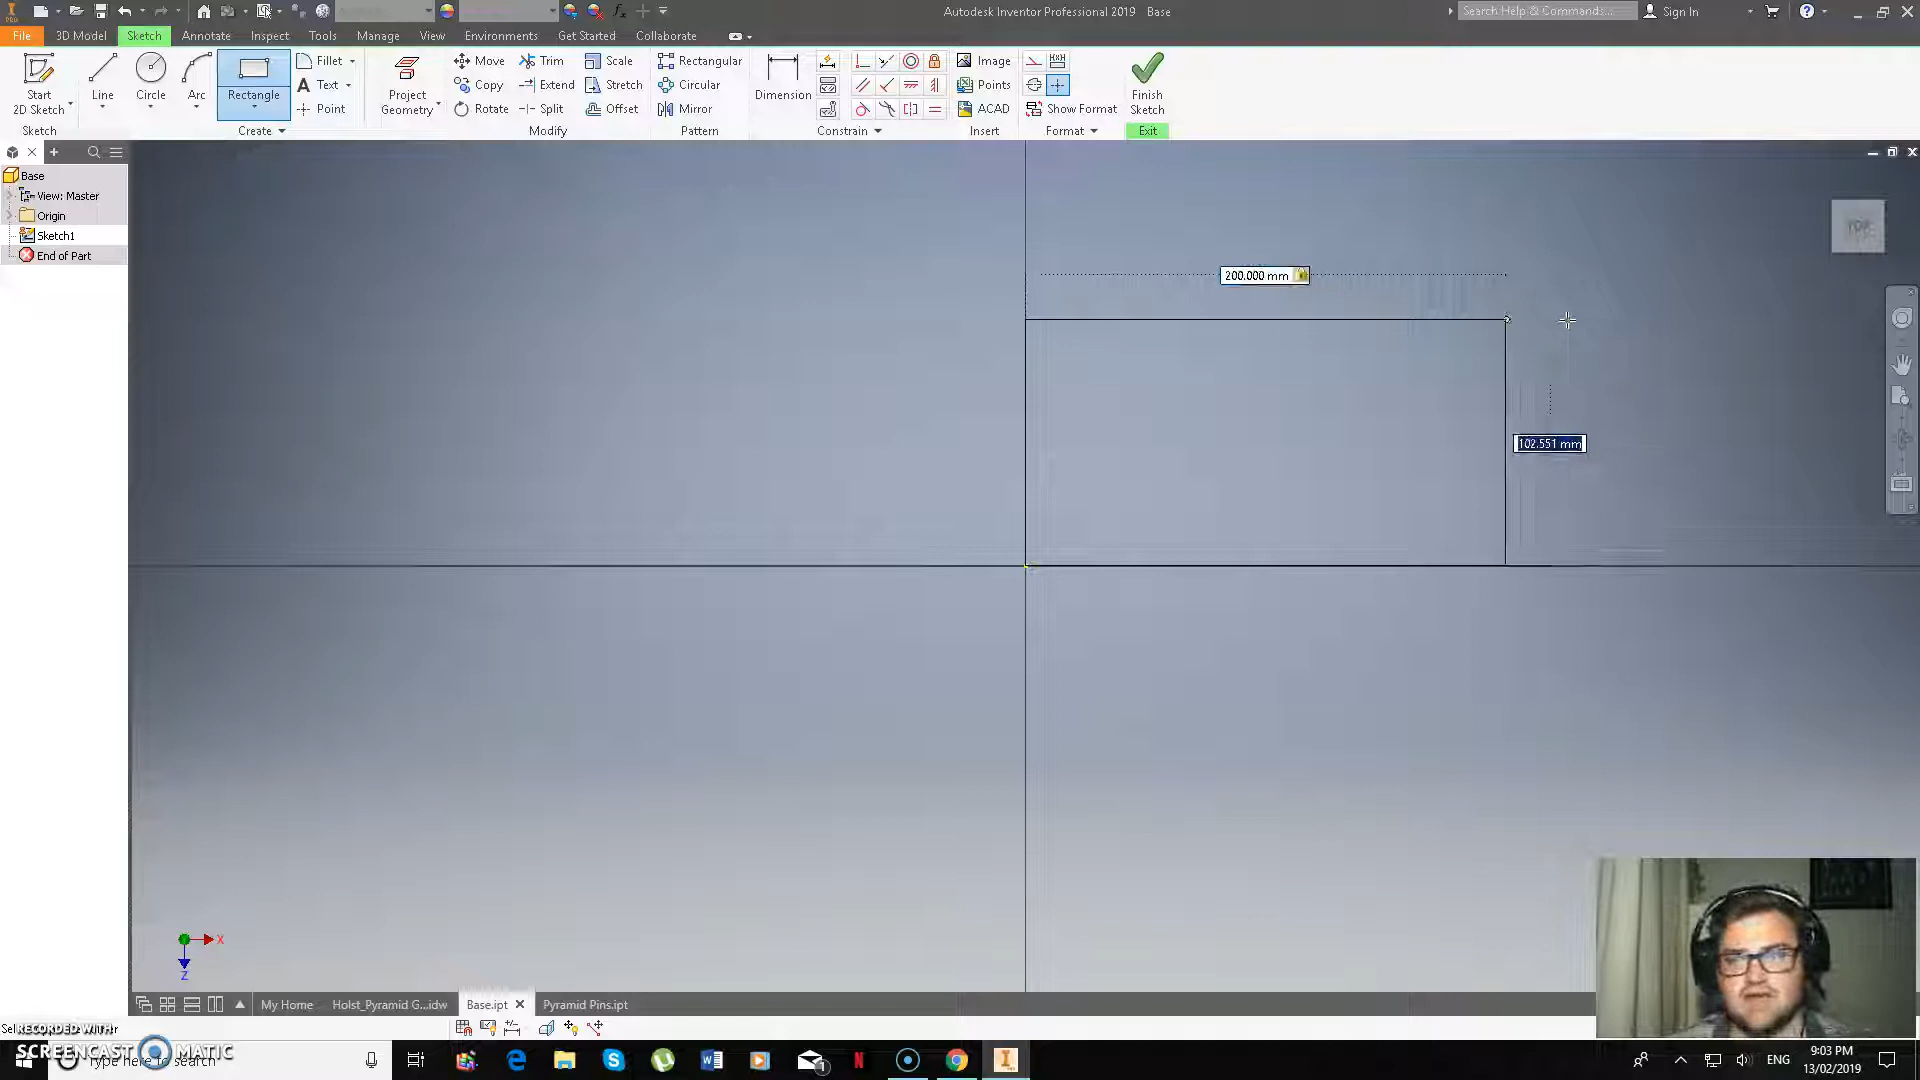 PRO
Autodesk Inventor Professional 2019 Base
Search Help & Commands...
Sign In
File 3D Model Sketch Annotate Inspect Tools Manage View Environments Get Started Collaborate
Start
2D Sketch
Line
Circle
Arc
Rectangle
Fillet
Text
Point
Project
Geometry
Move
Copy
Rotate
Trim
Extend
Split
Scale
Stretch
Offset
Rectangular
Circular
Mirror
Dimension
Image
Points
ACAD
Show Format
Finish
Sketch
Sketch Create Modify Pattern Constrain Insert Format Exit
Base
View: Master
Origin
Sketch1
End of Part
TOP
200.000 mm
102.551 mm
X
Z
My Home Holst_Pyramid G...idw Base.ipt Pyramid Pins.ipt
RECORDED WITH
SCREENCAST MATIC
Type here to search
1
ENG
9:03 PM
13/02/2019